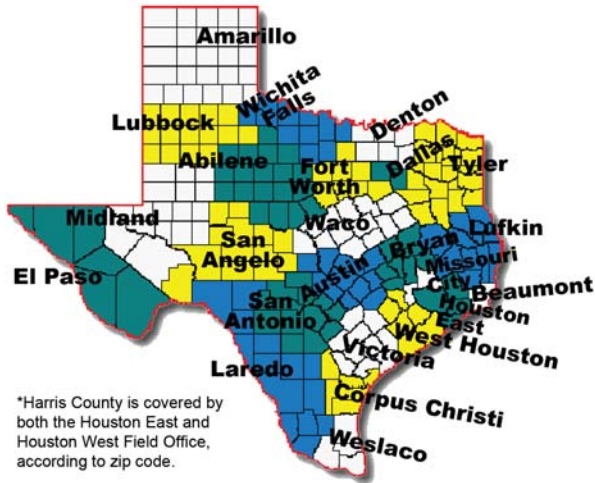 Amarillo
Wichita
Falls
Lubbock
Denton
Abilene
Fort
Worth
Dallas
Tyler
Midland
Waco
San
Angelo
Bryan
Lufkin
El Paso
Austin
Missouri
City
Beaumont
San
Antonio
Houston
East
West Houston
Victoria
Laredo
Corpus Christi
Weslaco
*Harris County is covered by
both the Houston East and
Houston West Field Office,
according to zip code.